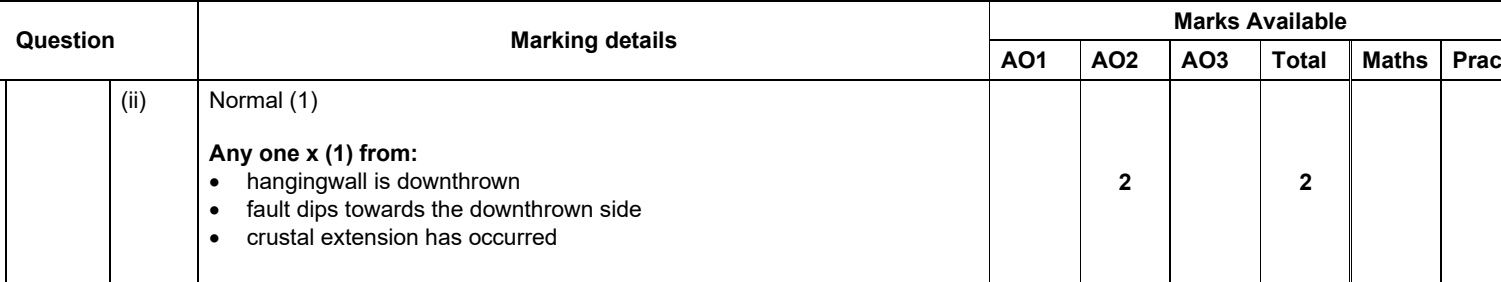 Question Marking details Marks Available
AO1 AO2 AO3 Total Maths Prac
(ii) Normal (1)
Any one x (1) from:
• hangingwall is downthrown 2 2
• fault dips towards the downthrown side
• crustal extension has occurred